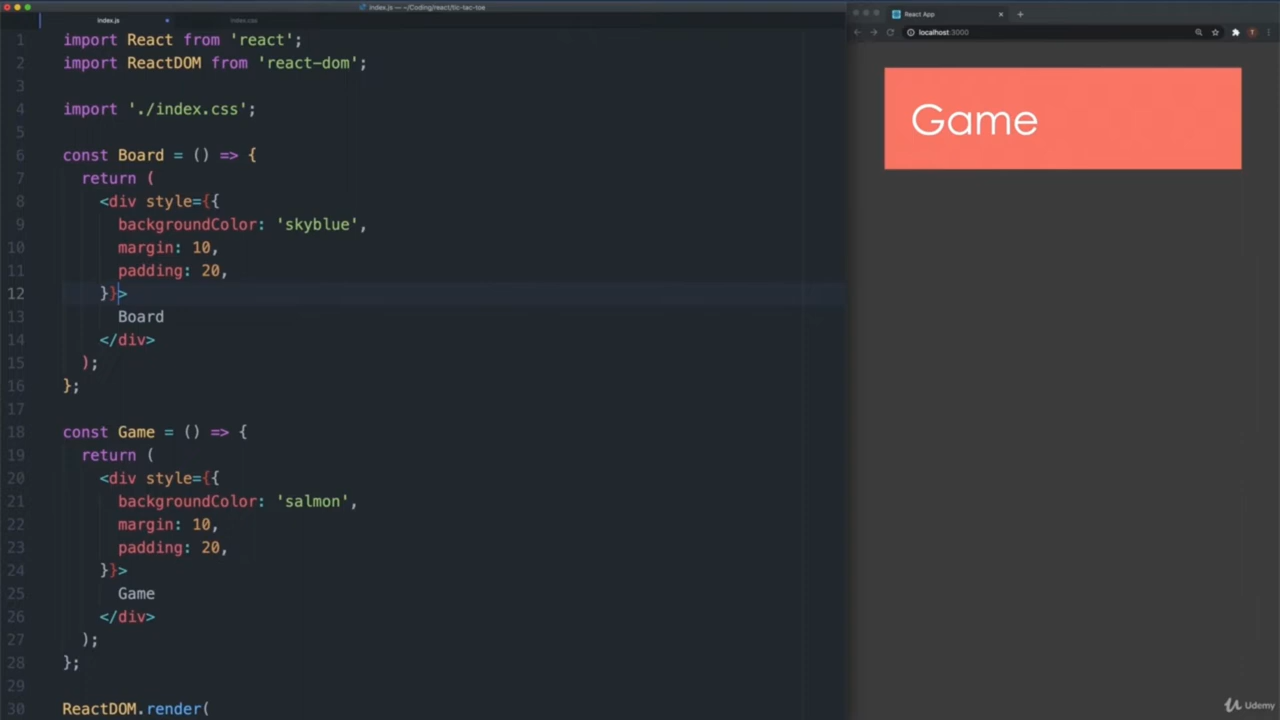 index.js — ~/Coding/react/tic-tac-toe
index.js
index.css
1 import React from 'react';
2 import ReactDOM from 'react-dom';
3
4 import './index.css';
5
6 const Board = () => {
7 return (
8 <div style={{
9 backgroundColor: 'skyblue',
10 margin: 10,
11 padding: 20,
12 }}>
13 Board
14 </div>
15 );
16 };
17
18 const Game = () => {
19 return (
20 <div style={{
21 backgroundColor: 'salmon',
22 margin: 10,
23 padding: 20,
24 }}>
25 Game
26 </div>
27 );
28 };
29
30 ReactDOM.render(
React App
localhost:3000
T
Game
Udemy